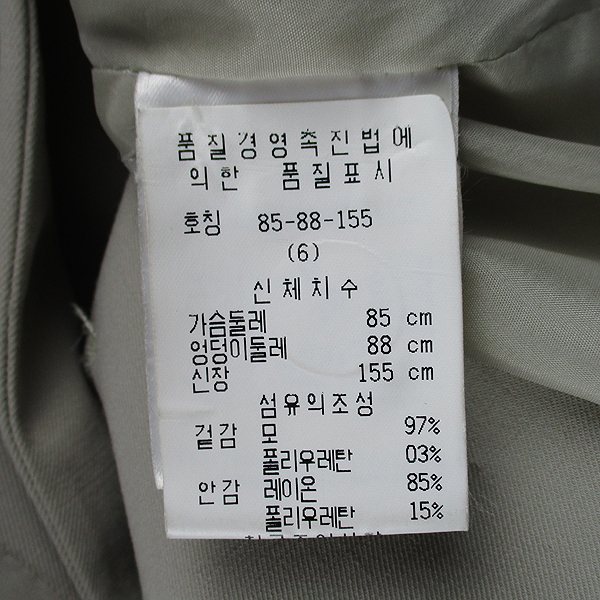 품질경영촉진법에
의한 품질표시
호칭 85-88-155
(6)
신체치수
가슴둘레 85 cm
엉덩이둘레 88 cm
신장 155 cm
섬유의조성
겉감 모 97%
폴리우레탄 03%
안감 레이온 85%
폴리우레탄 15%